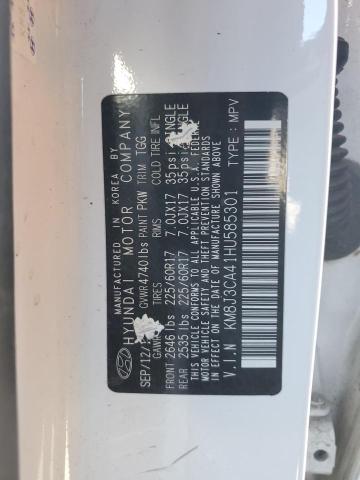 MANUFACTURED IN KOREA BY
HYUNDAI MOTOR COMPANY
SEP/12/ GVWR 4740lbs PAINT PKW TRIM TGG
GAWR TIRES RIMS COLD TIRE INFL
FRONT 2646 lbs 225/60R17 7.0JX17 35psi SINGLE
REAR 2535 lbs 225/60R17 7.0JX17 35 psi SINGLE
THIS VEHICLE CONFORMS TO ALL APPLICABLE U.S. FEDERAL
MOTOR VEHICLE SAFETY AND THEFT PREVENTION STANDARDS
IN EFFECT ON THE DATE OF MANUFACTURE SHOWN ABOVE.
V.I.N KM8J3CA41HU585301 TYPE : MPV